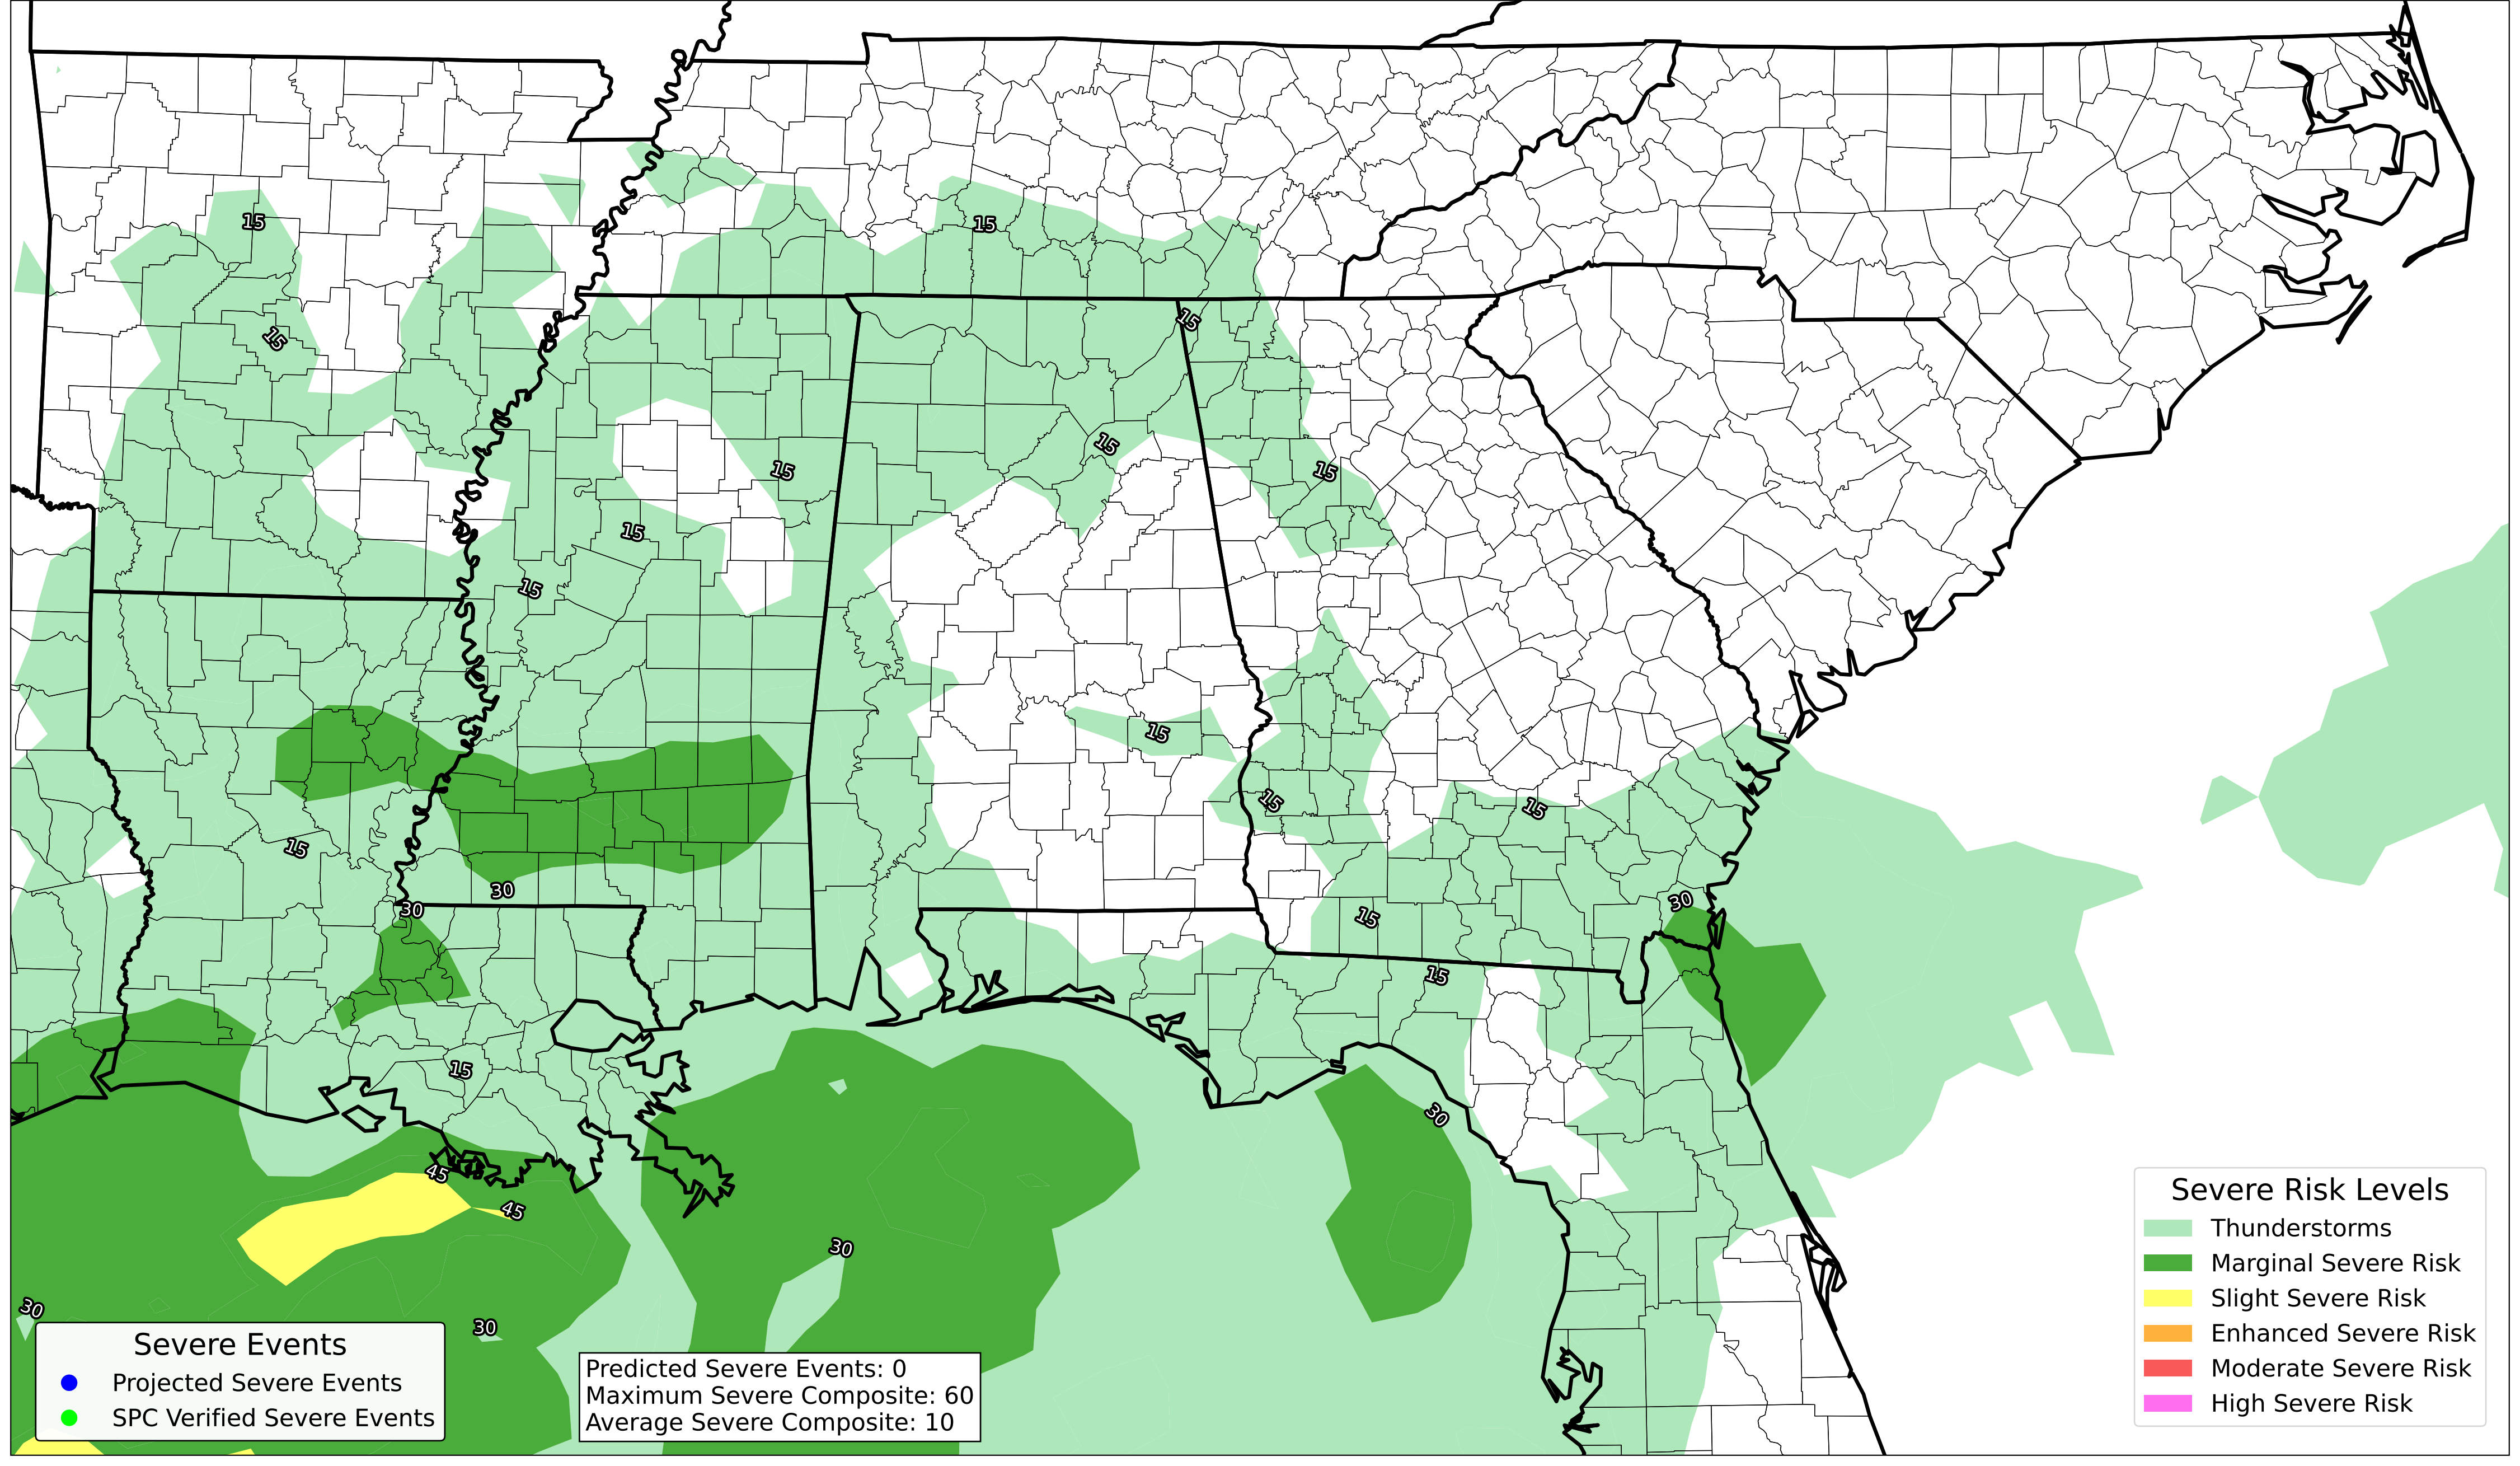 15
15
15
15
15
15
15
15
15
15
15
15
15
30
30
30
15
15
15
30
45
45
30
30
30
Severe Events
Projected Severe Events
SPC Verified Severe Events
Predicted Severe Events: 0
Maximum Severe Composite: 60
Average Severe Composite: 10
Severe Risk Levels
Thunderstorms
Marginal Severe Risk
Slight Severe Risk
Enhanced Severe Risk
Moderate Severe Risk
High Severe Risk